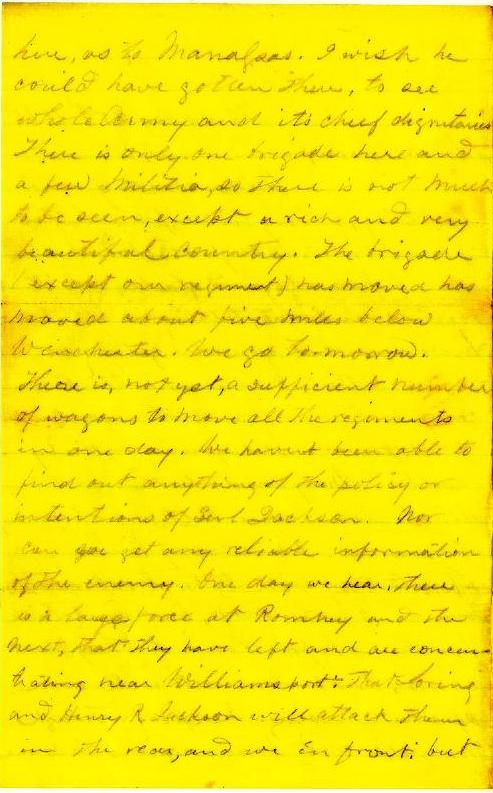 here, as to Manassas. I wish he
could have gotten there, to see
whole Army and its chief dignitaries
There is only one brigade here and
a few Militia, so there is not much
to be seen, except a rich and very
beautiful country. The brigade
(except our regiment) has moved has
moved about five miles below
Winchester. We go to-morrow.
There is, not yet, a sufficient number
of wagons to move all the regiments
in one day. We havent been able to
find out anything of the policy or
intentions of Genl Jackson. Nor
can we get any reliable information
of the enemy. One day we hear, there
is a large force at Romney and the
next, that they have left and are concen-
trating near Williamsport. That Loring
and Henry R Jackson will attack them
in the rear, and we in front. but